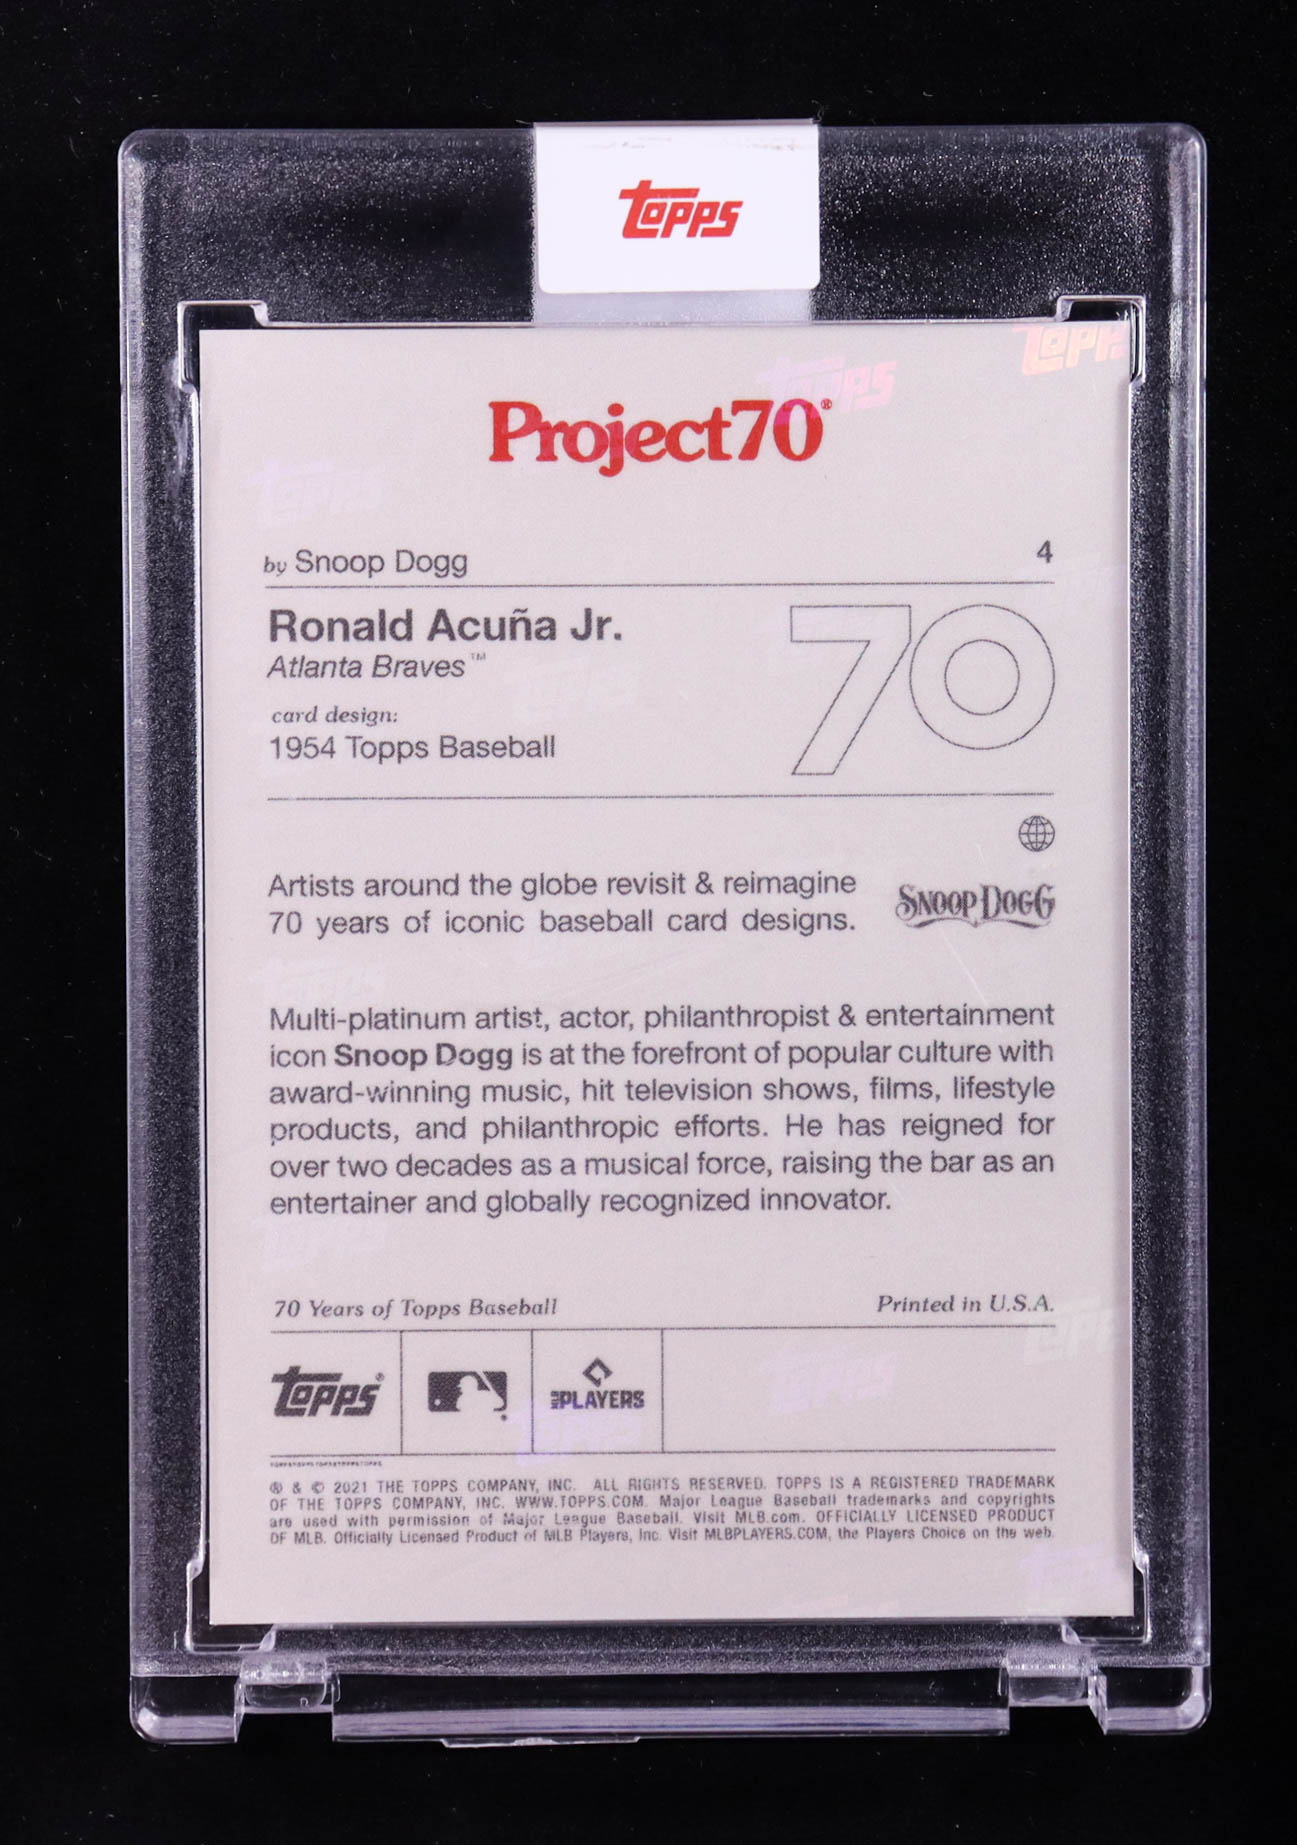 Topps
Project70®
by Snoop Dogg
4
Ronald Acuña Jr.
Atlanta Braves™
card design:
1954 Topps Baseball
70
Artists around the globe revisit & reimagine
70 years of iconic baseball card designs.
SNOOP DOGG
Multi-platinum artist, actor, philanthropist & entertainment
icon Snoop Dogg is at the forefront of popular culture with
award-winning music, hit television shows, films, lifestyle
products, and philanthropic efforts. He has reigned for
over two decades as a musical force, raising the bar as an
entertainer and globally recognized innovator.
70 Years of Topps Baseball
Printed in U.S.A.
Topps®
MLB PLAYERS
® & © 2021 THE TOPPS COMPANY, INC. ALL RIGHTS RESERVED. TOPPS IS A REGISTERED TRADEMARK
OF THE TOPPS COMPANY, INC. WWW.TOPPS.COM. Major League Baseball trademarks and copyrights
are used with permission of Major League Baseball. Visit MLB.com. OFFICIALLY LICENSED PRODUCT
OF MLB. Officially Licensed Product of MLB Players, Inc. Visit MLBPLAYERS.COM, the Players Choice on the web.